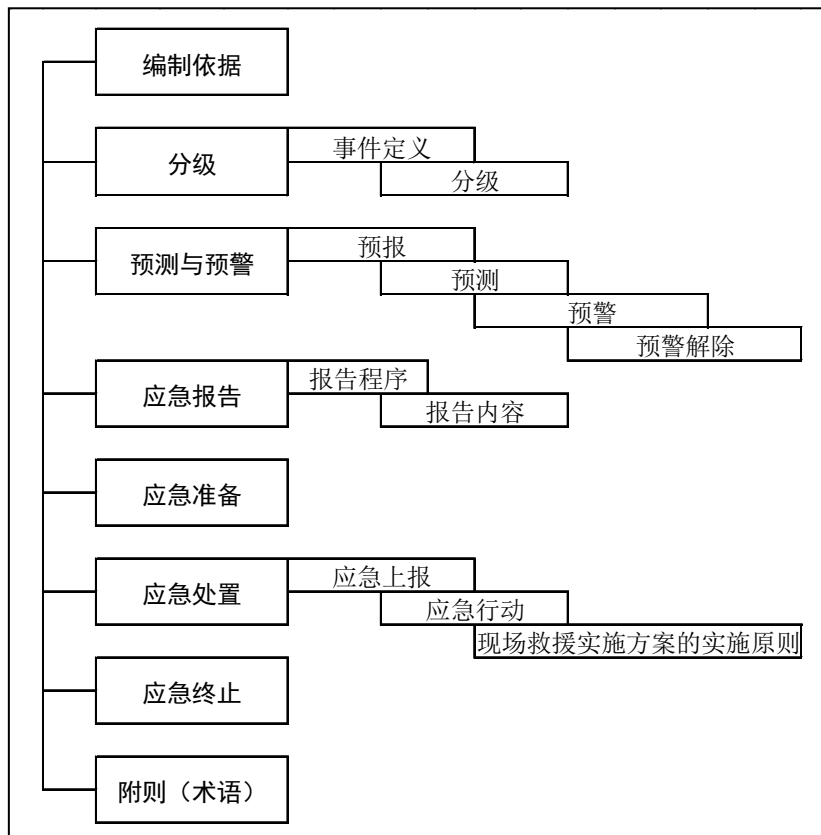 编制依据
分级
事件定义
分级
预测与预警
预报
预测
预警
预警解除
应急报告
报告程序
报告内容
应急准备
应急处置
应急上报
应急行动
现场救援实施方案的实施原则
应急终止
附则（术语）